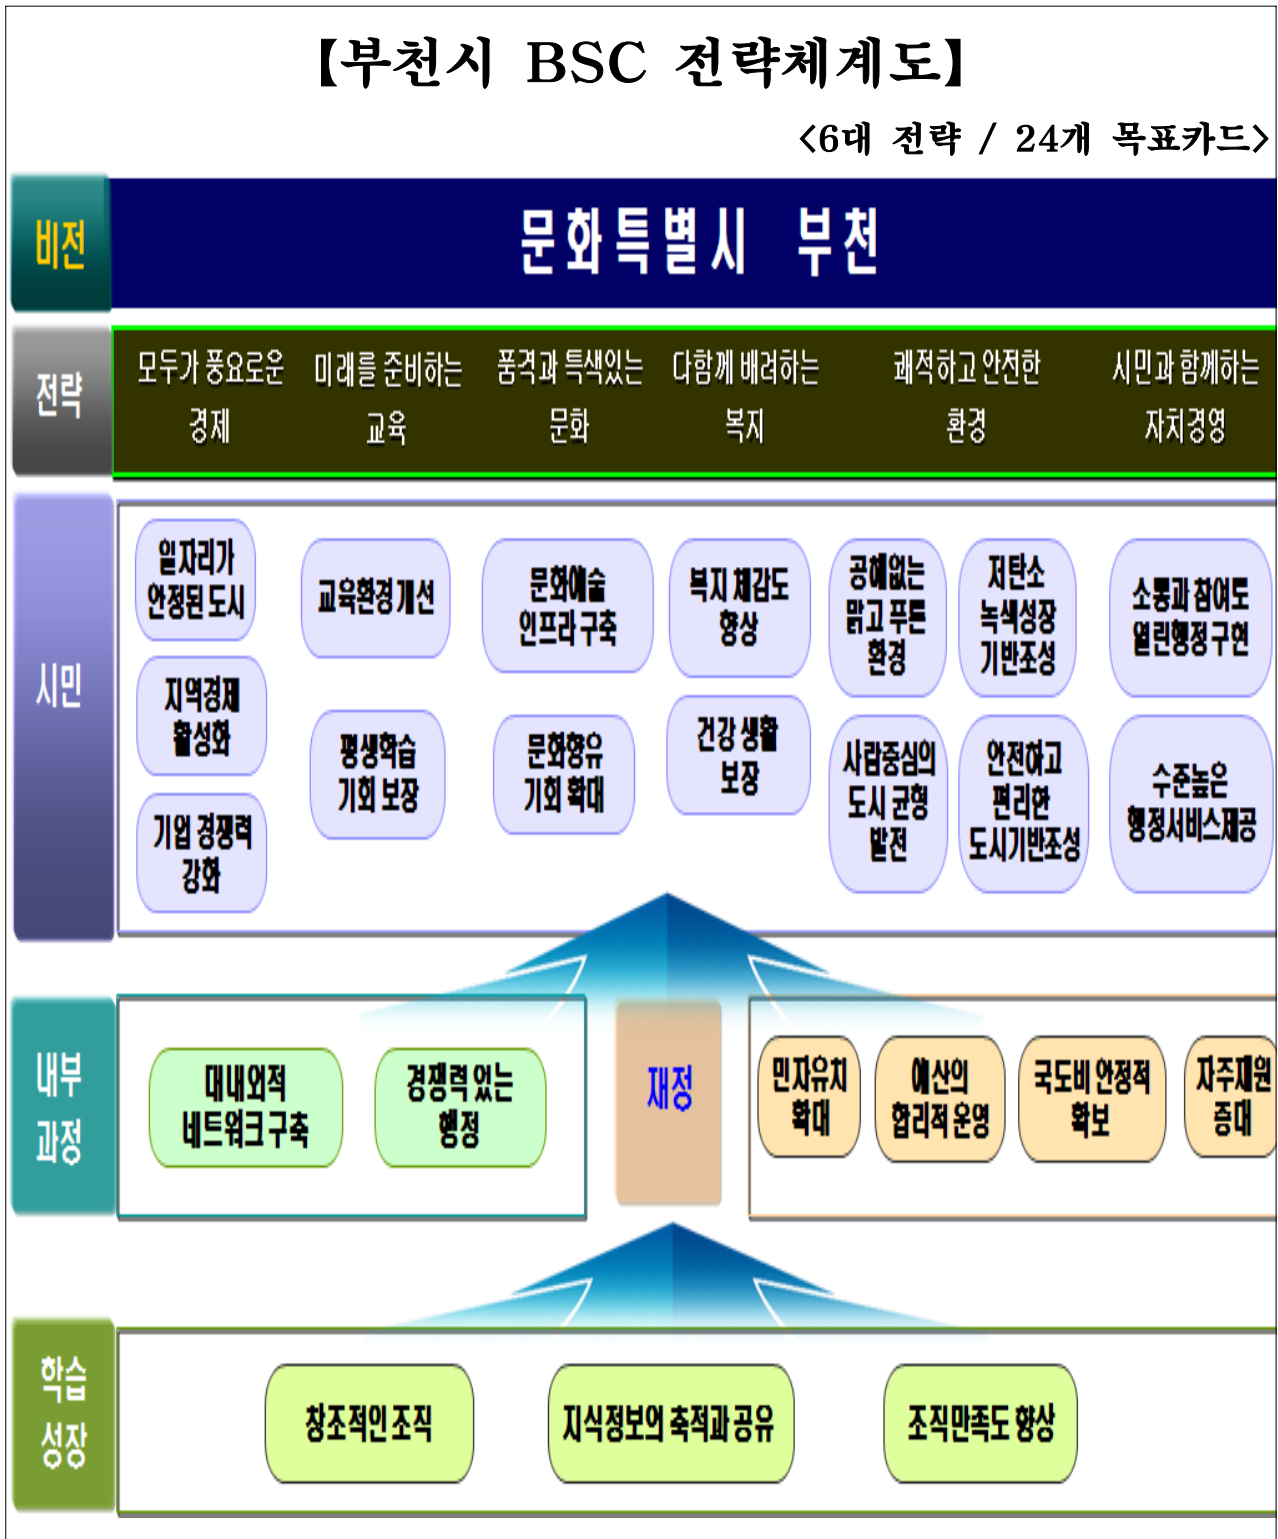 【부천시 BSC 전략체계도】
<6대 전략 / 24개 목표카드>
비전
문화특별시 부천
전략
모두가 풍요로운
경제
미래를 준비하는
교육
품격과 특색있는
문화
다함께 배려하는
복지
쾌적하고 안전한
환경
시민과 함께하는
자치경영
시민
일자리가
안정된 도시
지역경제
활성화
기업 경쟁력
강화
교육환경개선
평생학습
기회 보장
문화예술
인프라 구축
문화향유
기회 확대
복지 체감도
향상
건강 생활
보장
공해없는
맑고 푸른
환경
사람중심의
도시 균형
발전
저탄소
녹색성장
기반조성
안전하고
편리한
도시기반조성
소통과 참여로
열린행정 구현
수준높은
행정서비스제공
내부
과정
대내외적
네트워크 구축
경쟁력 있는
행정
재정
민자유치
확대
예산의
합리적 운영
국도비 안정적
확보
자주재원
증대
학습
성장
창조적인 조직
지식정보의 축적과 공유
조직만족도 향상